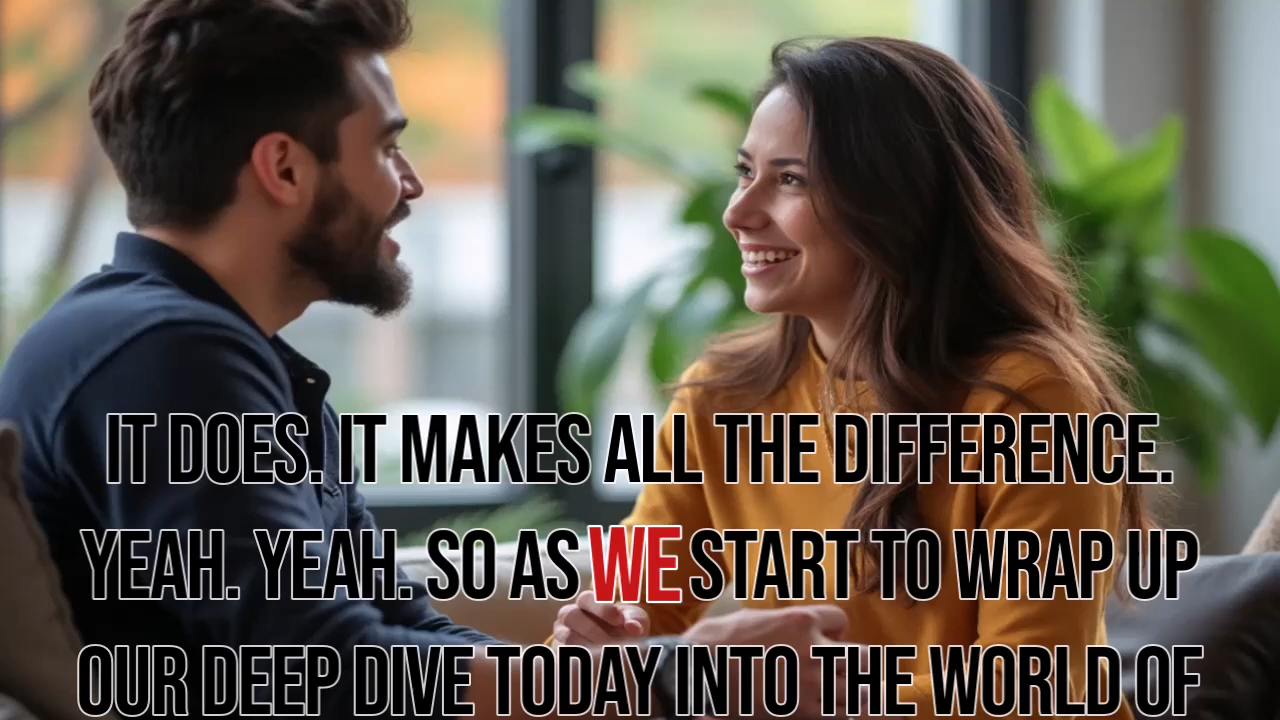 IT DOES. IT MAKES ALL THE DIFFERENCE.
YEAH. YEAH. SO AS WE START TO WRAP UP
OUR DEEP DIVE TODAY INTO THE WORLD OF